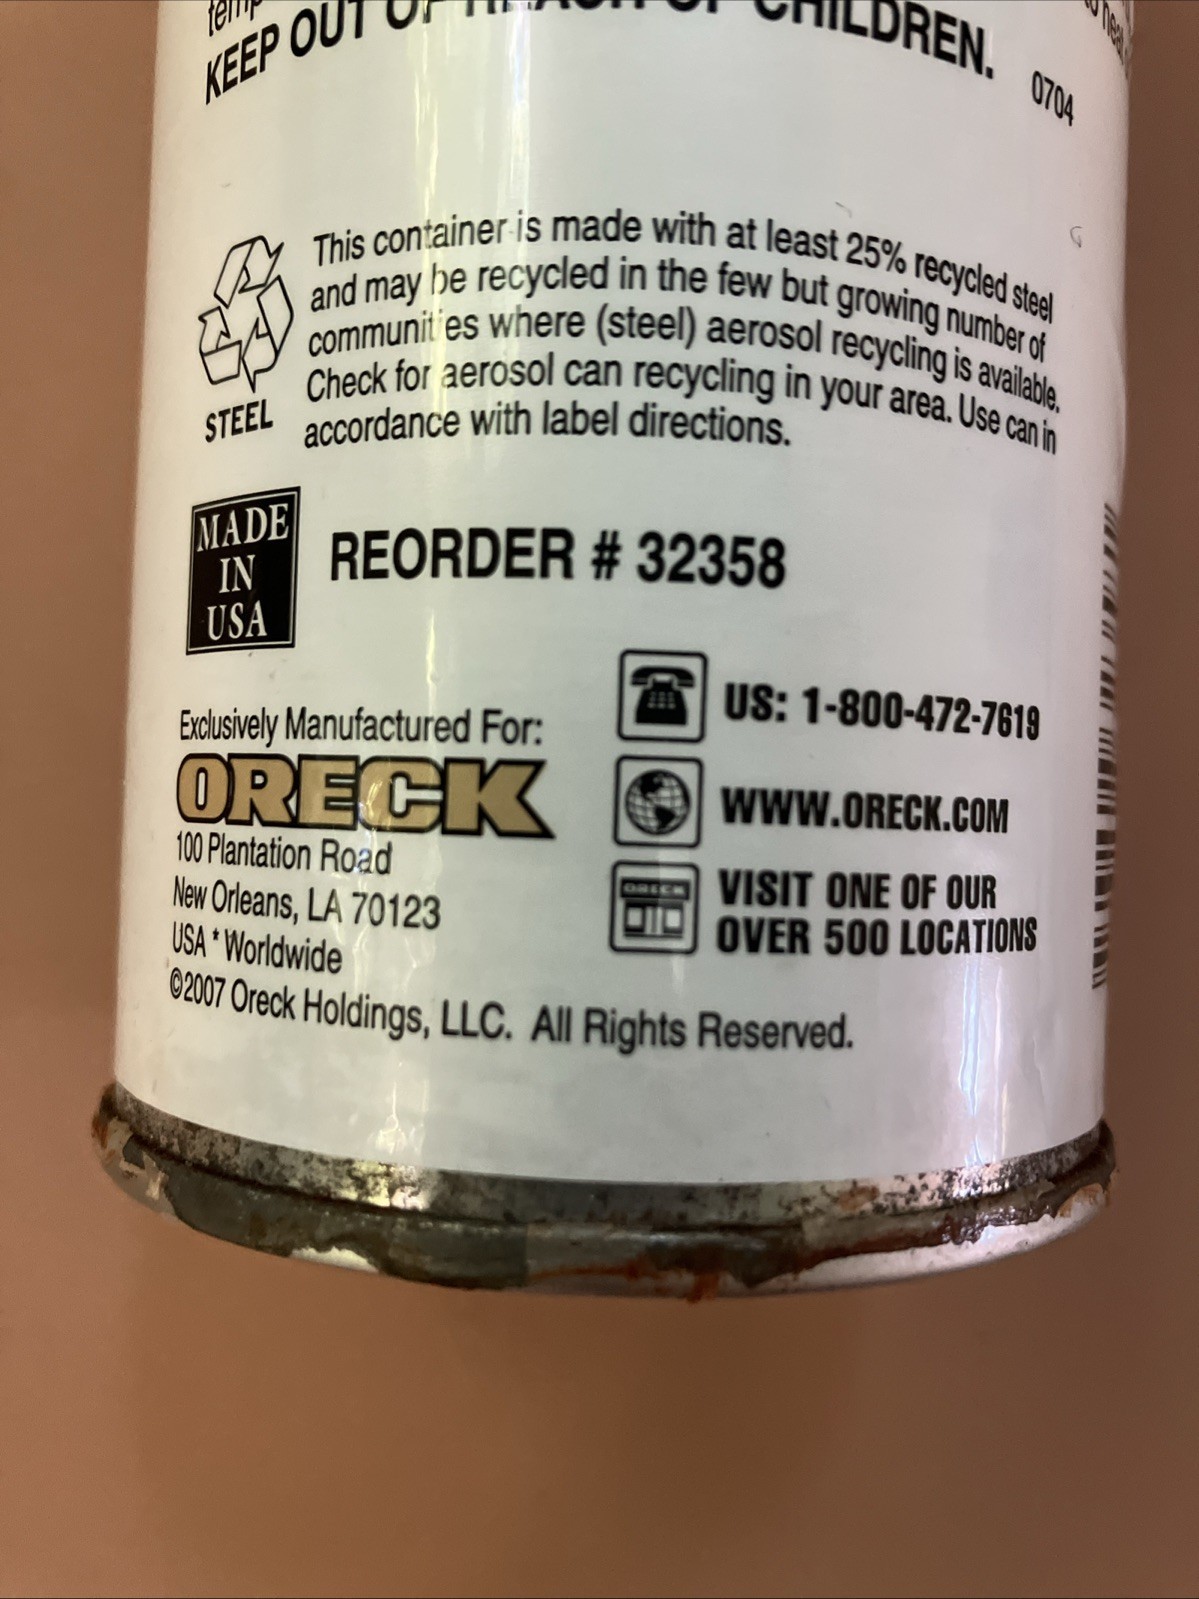 KEEP OUT OF REACH OF CHILDREN.
0704
This container is made with at least 25% recycled steel
and may be recycled in the few but growing number of
communities where (steel) aerosol recycling is available.
Check for aerosol can recycling in your area. Use can in
accordance with label directions.
STEEL
MADE
IN
USA
REORDER # 32358
Exclusively Manufactured For:
ORECK
100 Plantation Road
New Orleans, LA 70123
USA * Worldwide
©2007 Oreck Holdings, LLC. All Rights Reserved.
US: 1-800-472-7619
WWW.ORECK.COM
ORECK
VISIT ONE OF OUR
OVER 500 LOCATIONS